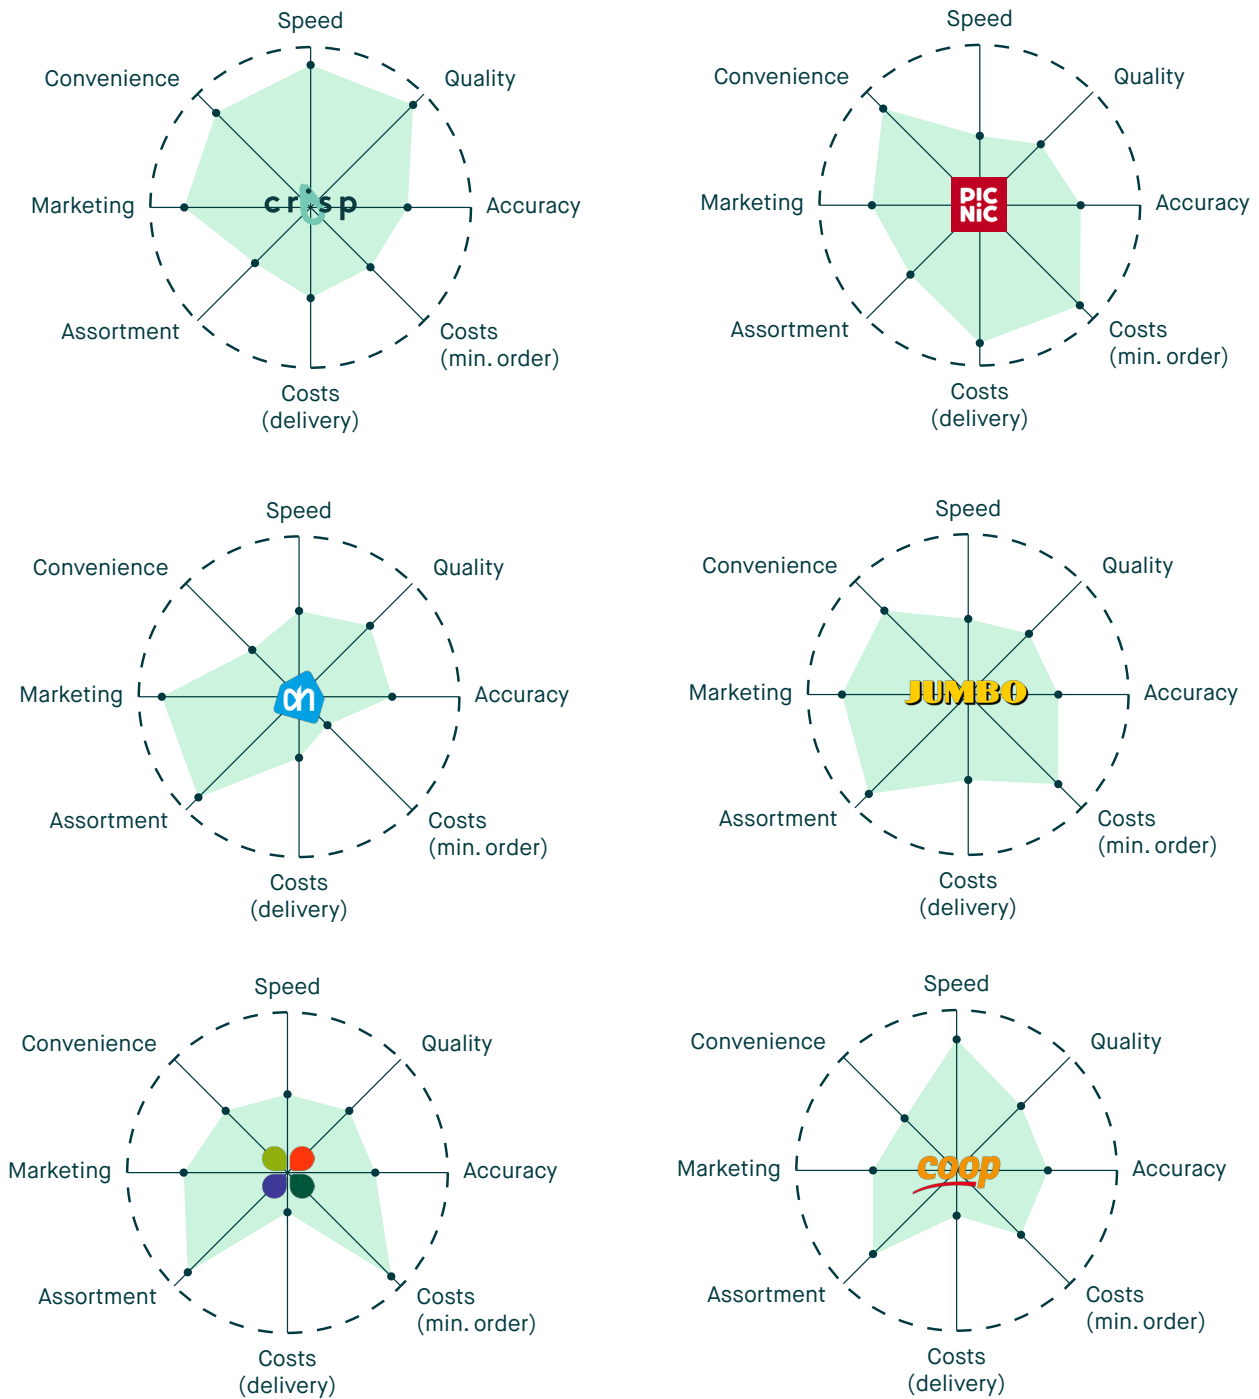 Speed
Convenience
Quality
Marketing
crisp
Accuracy
Assortment
Costs
(min. order)
Costs
(delivery)
Speed
Convenience
Quality
Marketing
PIC
NiC
Accuracy
Assortment
Costs
(min. order)
Costs
(delivery)
Speed
Convenience
Quality
Marketing
ah
Accuracy
Assortment
Costs
(min. order)
Costs
(delivery)
Speed
Convenience
Quality
Marketing
JUMBO
Accuracy
Assortment
Costs
(min. order)
Costs
(delivery)
Speed
Convenience
Quality
Marketing
Accuracy
Assortment
Costs
(min. order)
Costs
(delivery)
Speed
Convenience
Quality
Marketing
coop
Accuracy
Assortment
Costs
(min. order)
Costs
(delivery)